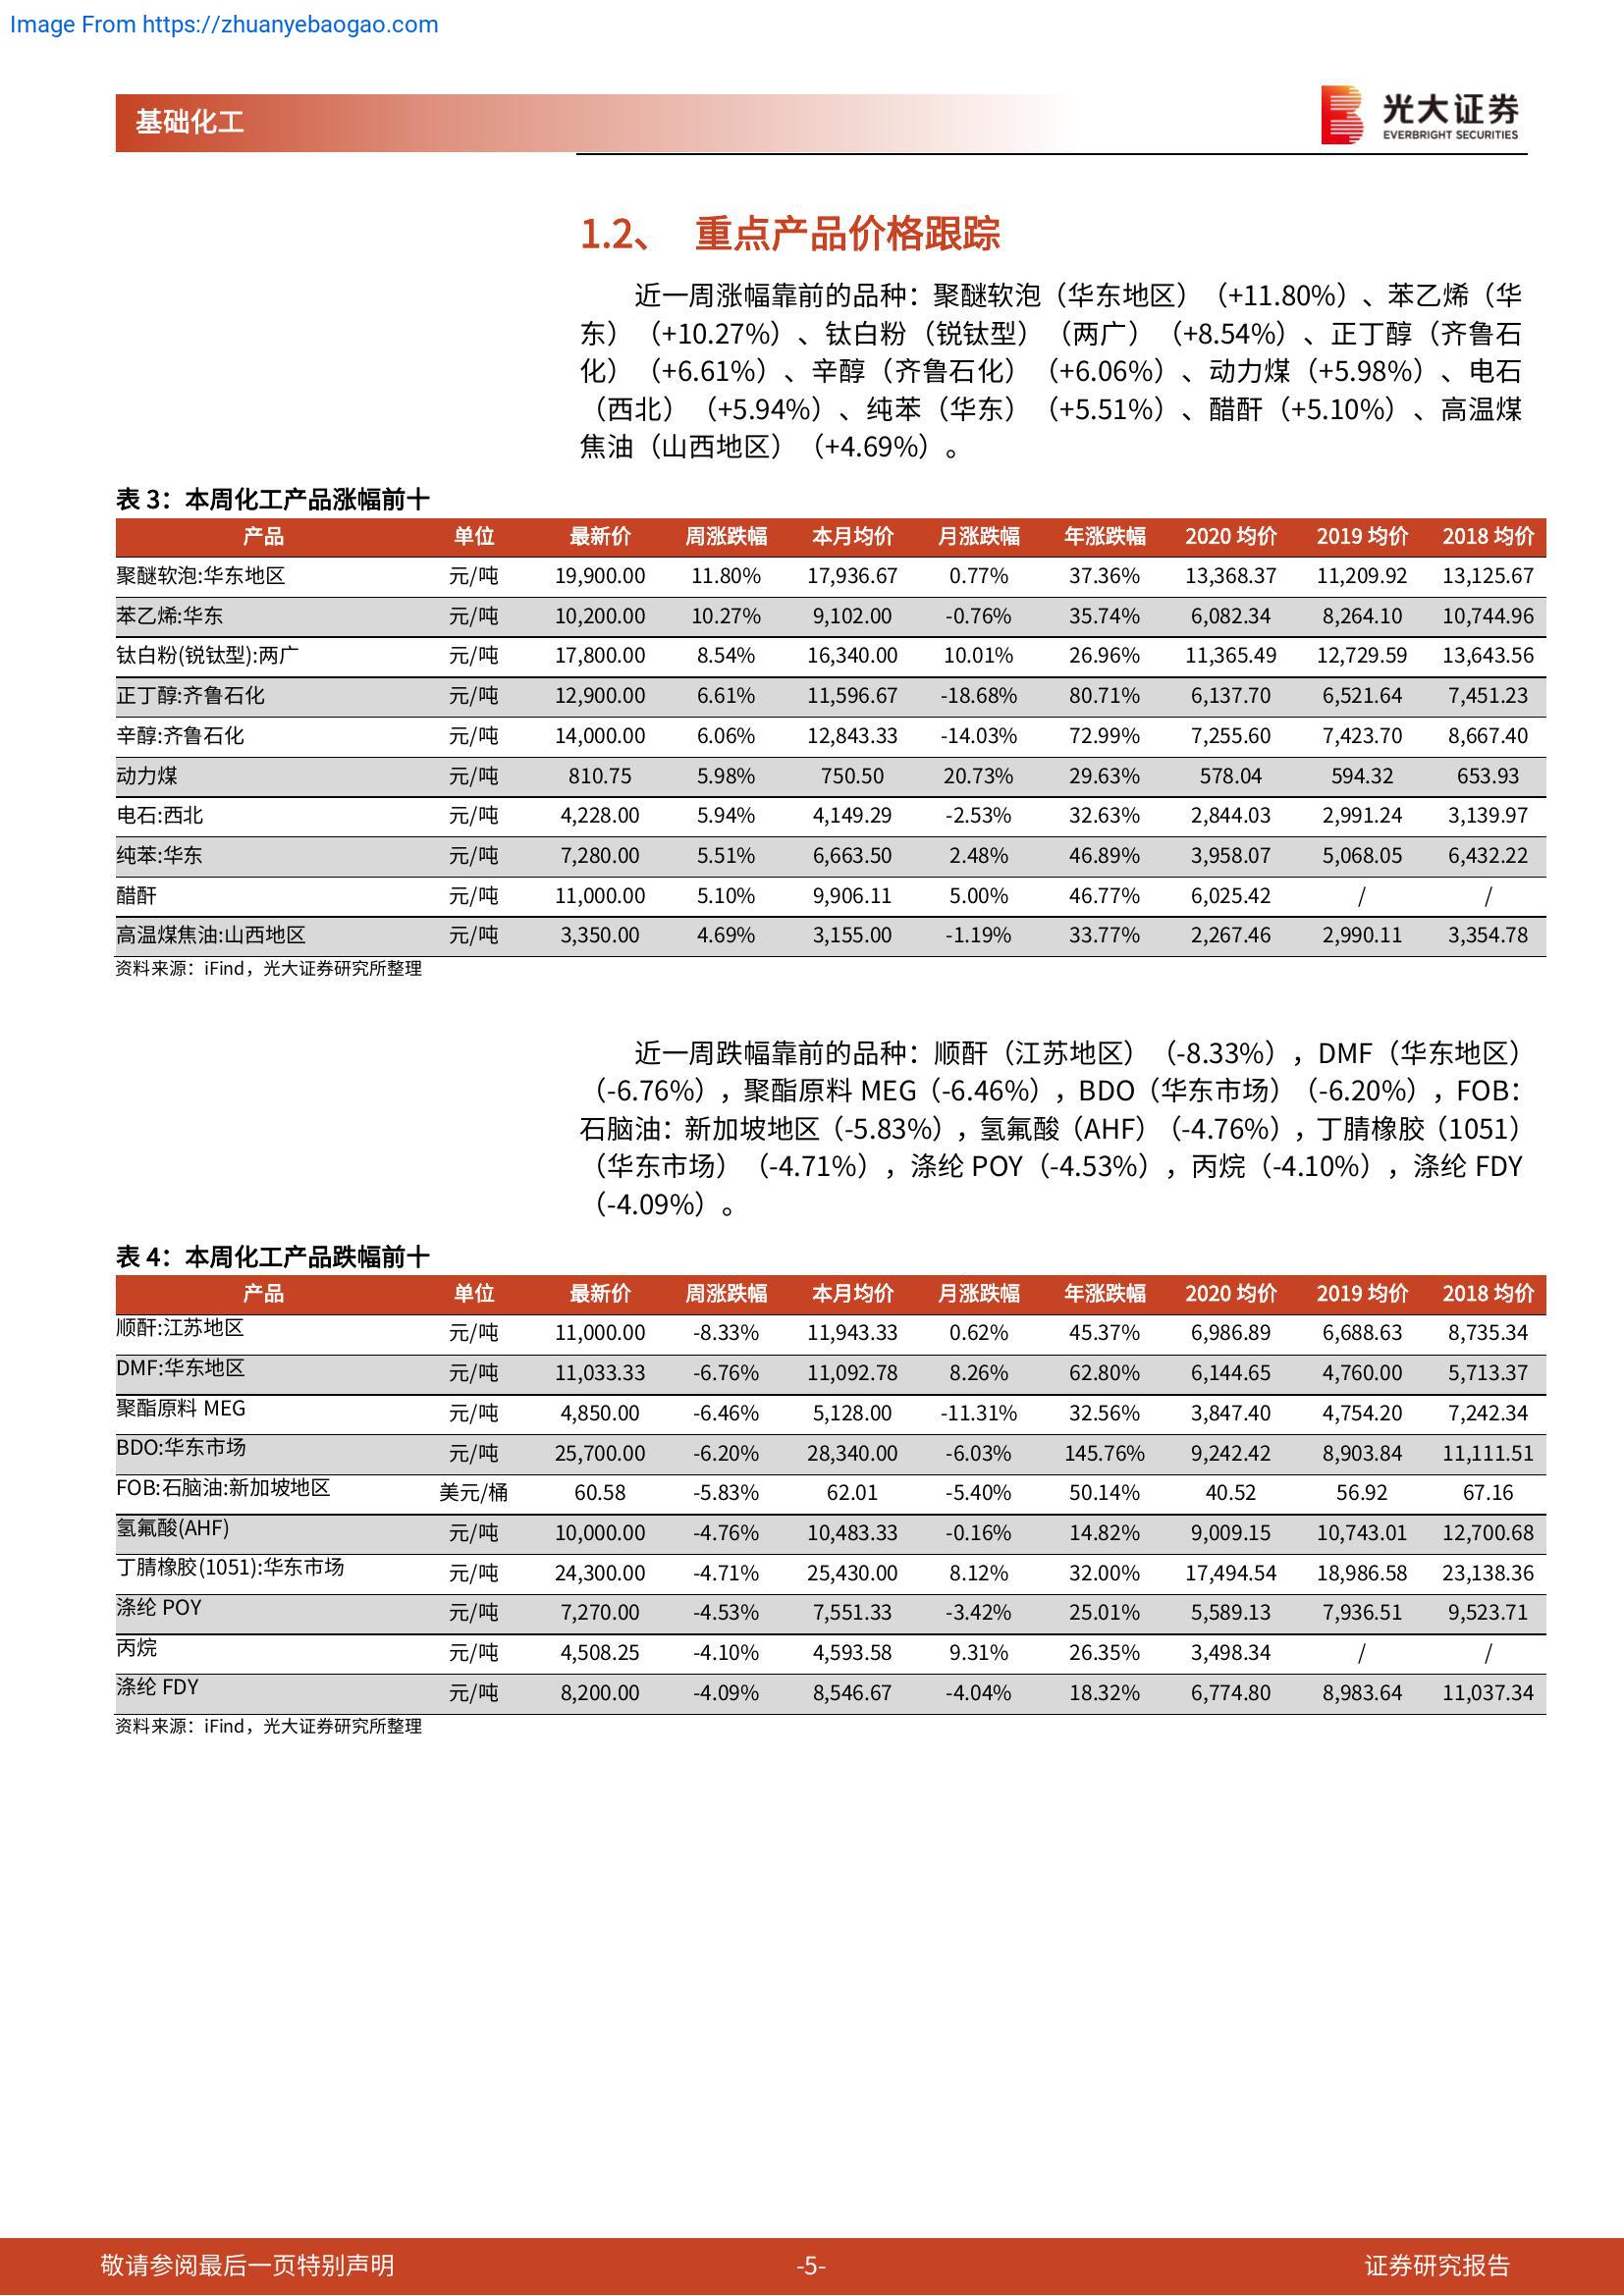 Image From https://zhuanyebaogao.com
基础化工
光大证券
EVERBRIGHT SECURITIES
1.2、 重点产品价格跟踪
近一周涨幅靠前的品种：聚醚软泡（华东地区）（+11.80%）、苯乙烯（华
东）（+10.27%）、钛白粉（锐钛型）（两广）（+8.54%）、正丁醇（齐鲁石
化）（+6.61%）、辛醇（齐鲁石化）（+6.06%）、动力煤（+5.98%）、电石
（西北）（+5.94%）、纯苯（华东）（+5.51%）、醋酐（+5.10%）、高温煤
焦油（山西地区）（+4.69%）。
表 3：本周化工产品涨幅前十
产品 单位 最新价 周涨跌幅 本月均价 月涨跌幅 年涨跌幅 2020 均价 2019 均价 2018 均价
聚醚软泡:华东地区 元/吨 19,900.00 11.80% 17,936.67 0.77% 37.36% 13,368.37 11,209.92 13,125.67
苯乙烯:华东 元/吨 10,200.00 10.27% 9,102.00 -0.76% 35.74% 6,082.34 8,264.10 10,744.96
钛白粉(锐钛型):两广 元/吨 17,800.00 8.54% 16,340.00 10.01% 26.96% 11,365.49 12,729.59 13,643.56
正丁醇:齐鲁石化 元/吨 12,900.00 6.61% 11,596.67 -18.68% 80.71% 6,137.70 6,521.64 7,451.23
辛醇:齐鲁石化 元/吨 14,000.00 6.06% 12,843.33 -14.03% 72.99% 7,255.60 7,423.70 8,667.40
动力煤 元/吨 810.75 5.98% 750.50 20.73% 29.63% 578.04 594.32 653.93
电石:西北 元/吨 4,228.00 5.94% 4,149.29 -2.53% 32.63% 2,844.03 2,991.24 3,139.97
纯苯:华东 元/吨 7,280.00 5.51% 6,663.50 2.48% 46.89% 3,958.07 5,068.05 6,432.22
醋酐 元/吨 11,000.00 5.10% 9,906.11 5.00% 46.77% 6,025.42 / /
高温煤焦油:山西地区 元/吨 3,350.00 4.69% 3,155.00 -1.19% 33.77% 2,267.46 2,990.11 3,354.78
资料来源：iFind，光大证券研究所整理
近一周跌幅靠前的品种：顺酐（江苏地区）（-8.33%），DMF（华东地区）
（-6.76%），聚酯原料 MEG（-6.46%），BDO（华东市场）（-6.20%），FOB：
石脑油：新加坡地区（-5.83%），氢氟酸（AHF）（-4.76%），丁腈橡胶（1051）
（华东市场）（-4.71%），涤纶 POY（-4.53%），丙烷（-4.10%），涤纶 FDY
（-4.09%）。
表 4：本周化工产品跌幅前十
产品 单位 最新价 周涨跌幅 本月均价 月涨跌幅 年涨跌幅 2020 均价 2019 均价 2018 均价
顺酐:江苏地区 元/吨 11,000.00 -8.33% 11,943.33 0.62% 45.37% 6,986.89 6,688.63 8,735.34
DMF:华东地区 元/吨 11,033.33 -6.76% 11,092.78 8.26% 62.80% 6,144.65 4,760.00 5,713.37
聚酯原料 MEG 元/吨 4,850.00 -6.46% 5,128.00 -11.31% 32.56% 3,847.40 4,754.20 7,242.34
BDO:华东市场 元/吨 25,700.00 -6.20% 28,340.00 -6.03% 145.76% 9,242.42 8,903.84 11,111.51
FOB:石脑油:新加坡地区 美元/桶 60.58 -5.83% 62.01 -5.40% 50.14% 40.52 56.92 67.16
氢氟酸(AHF) 元/吨 10,000.00 -4.76% 10,483.33 -0.16% 14.82% 9,009.15 10,743.01 12,700.68
丁腈橡胶(1051):华东市场 元/吨 24,300.00 -4.71% 25,430.00 8.12% 32.00% 17,494.54 18,986.58 23,138.36
涤纶 POY 元/吨 7,270.00 -4.53% 7,551.33 -3.42% 25.01% 5,589.13 7,936.51 9,523.71
丙烷 元/吨 4,508.25 -4.10% 4,593.58 9.31% 26.35% 3,498.34 / /
涤纶 FDY 元/吨 8,200.00 -4.09% 8,546.67 -4.04% 18.32% 6,774.80 8,983.64 11,037.34
资料来源：iFind，光大证券研究所整理
敬请参阅最后一页特别声明 -5- 证券研究报告